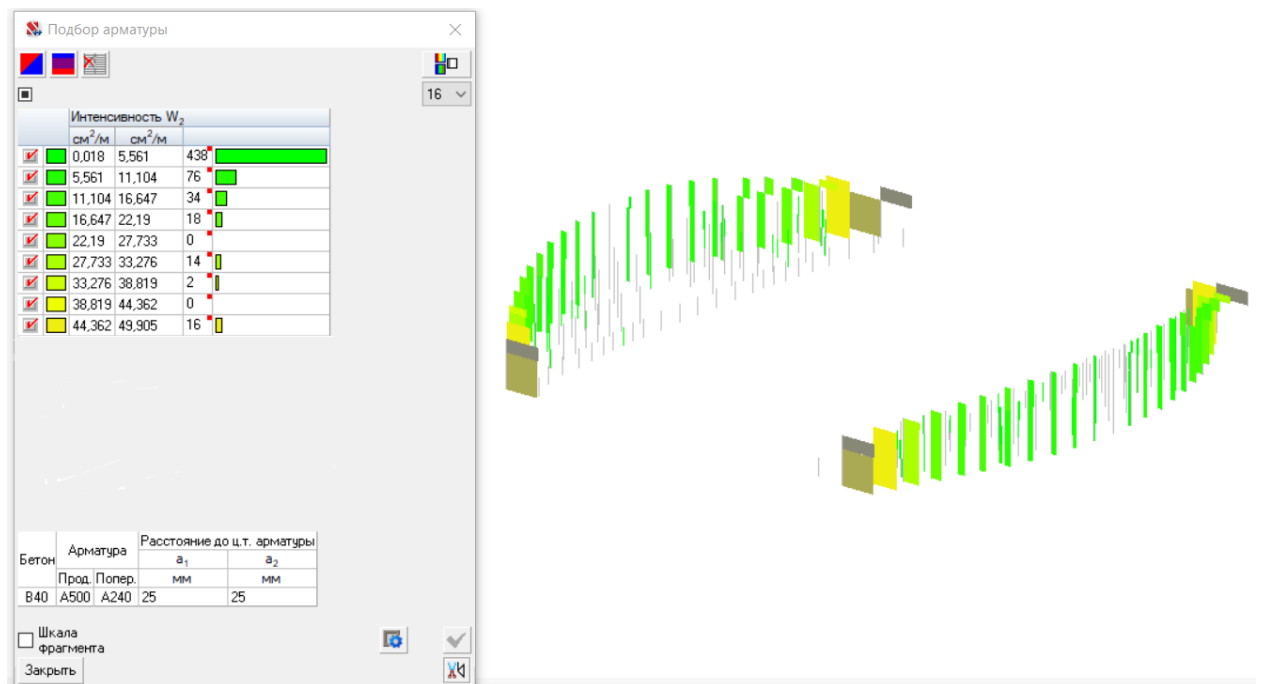 Подбор арматуры
16
Интенсивность W2
см2/м см2/м
0,018 5,561 438
5,561 11,104 76
11,104 16,647 34
16,647 22,19 18
22,19 27,733 0
27,733 33,276 14
33,276 38,819 2
38,819 44,362 0
44,362 49,905 16
Бетон Арматура Расстояние до ц.т. арматуры
a1 a2
Прод. Попер. мм мм
B40 A500 A240 25 25
Шкала
фрагмента
Закрыть